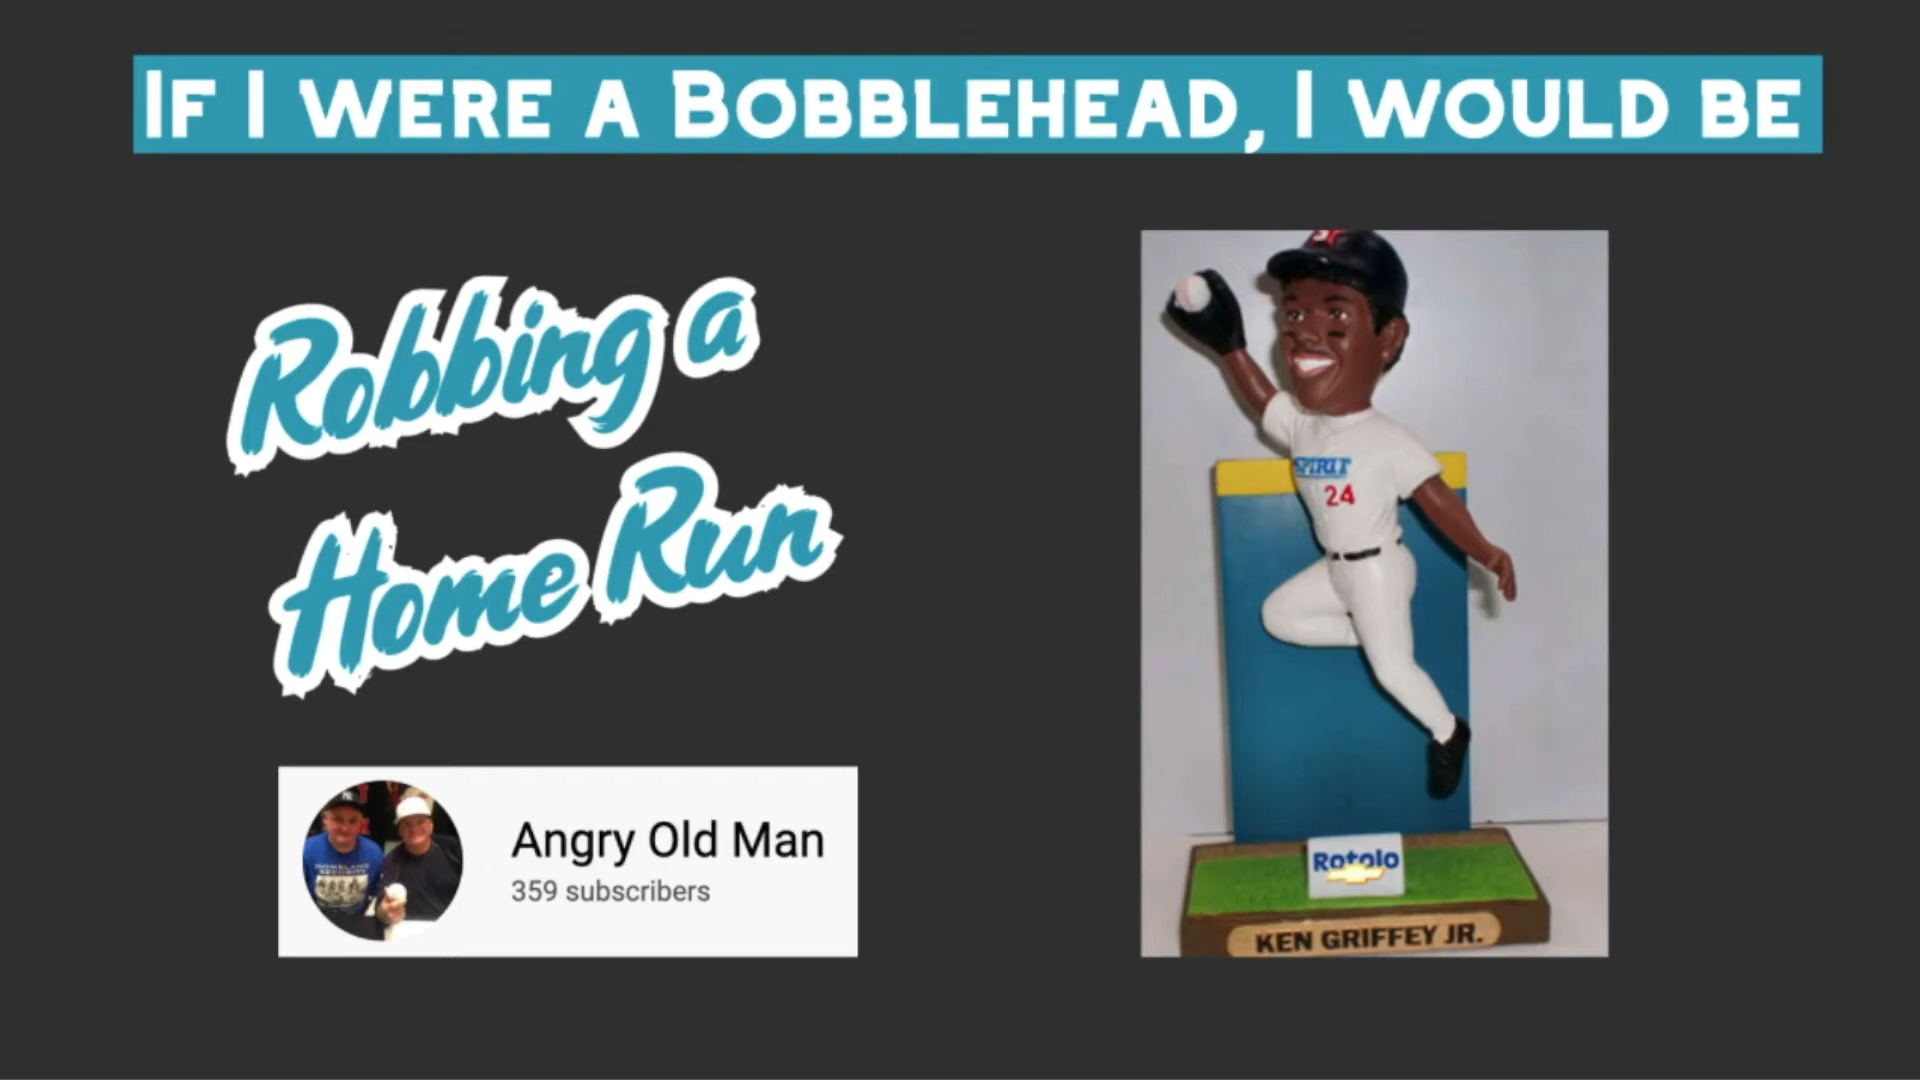 If I were a Bobblehead, I would be
Robbing a
Home Run
Angry Old Man
359 subscribers
SPIRIT
24
Rotolo
KEN GRIFFEY JR.